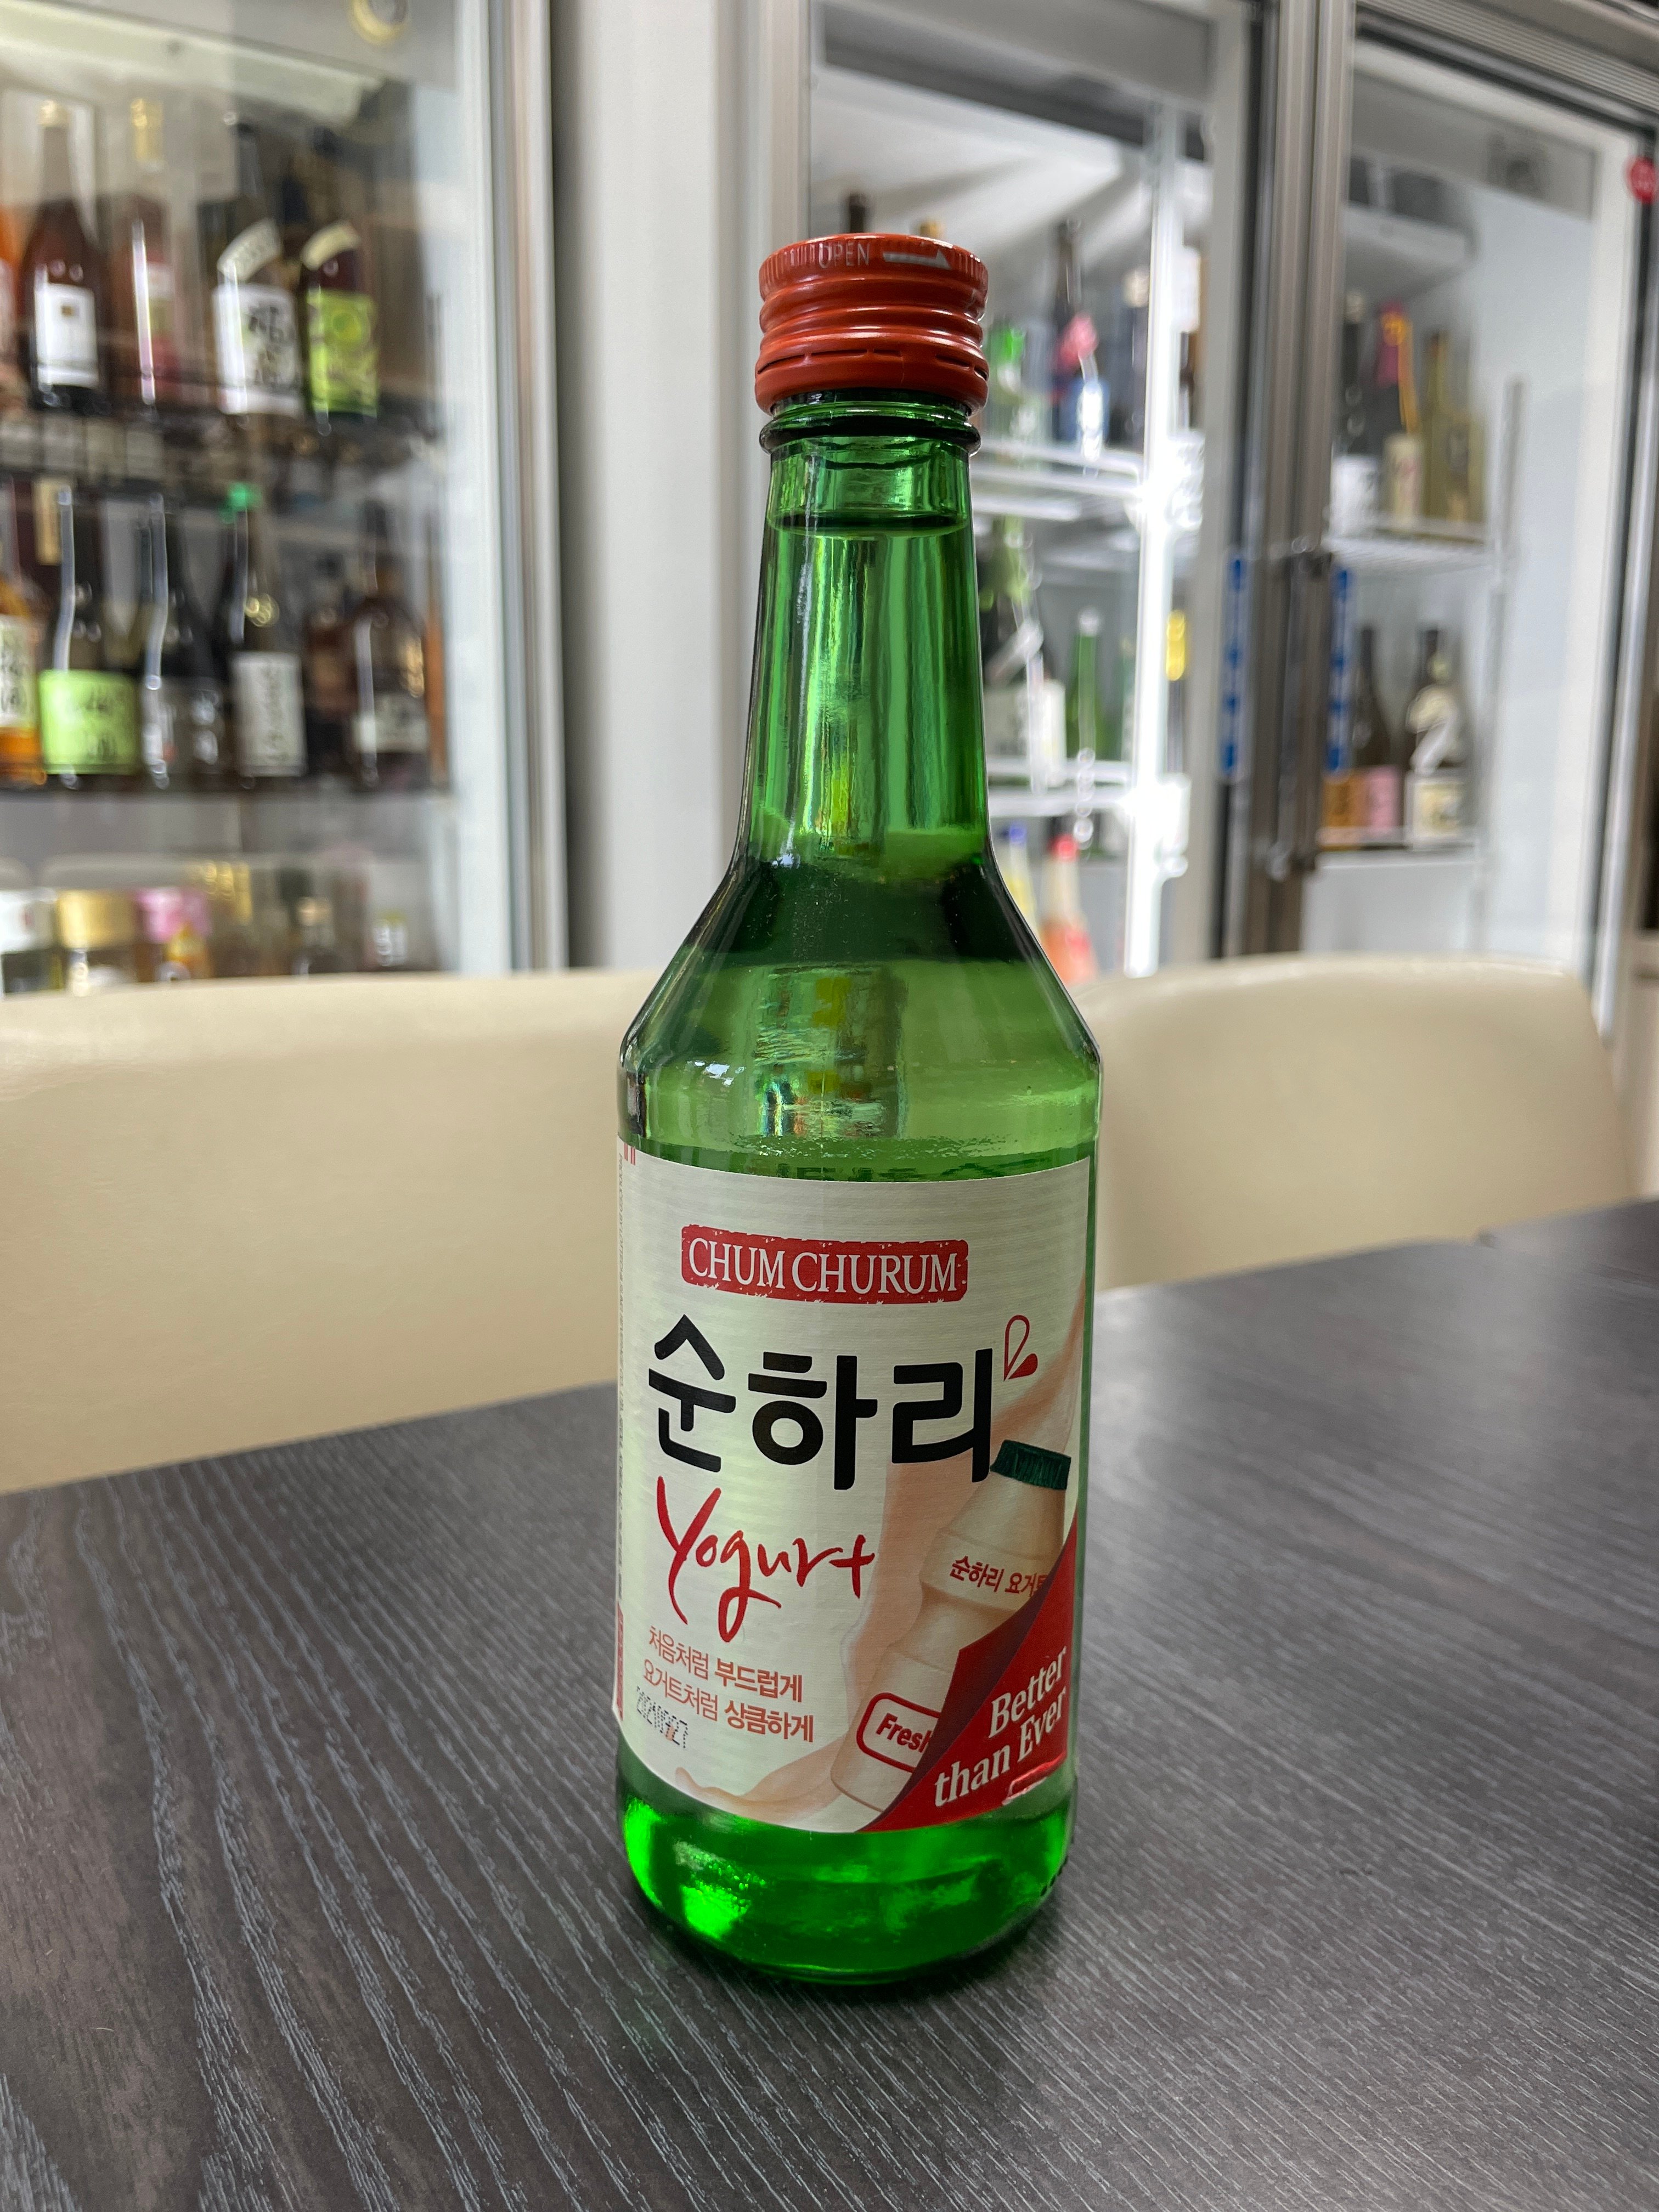 OPEN
CHUM CHURUM
순하리
Yogurt
순하리 요거트
처음처럼 부드럽게
요거트처럼 상큼하게
Fresh
Better
than Ever